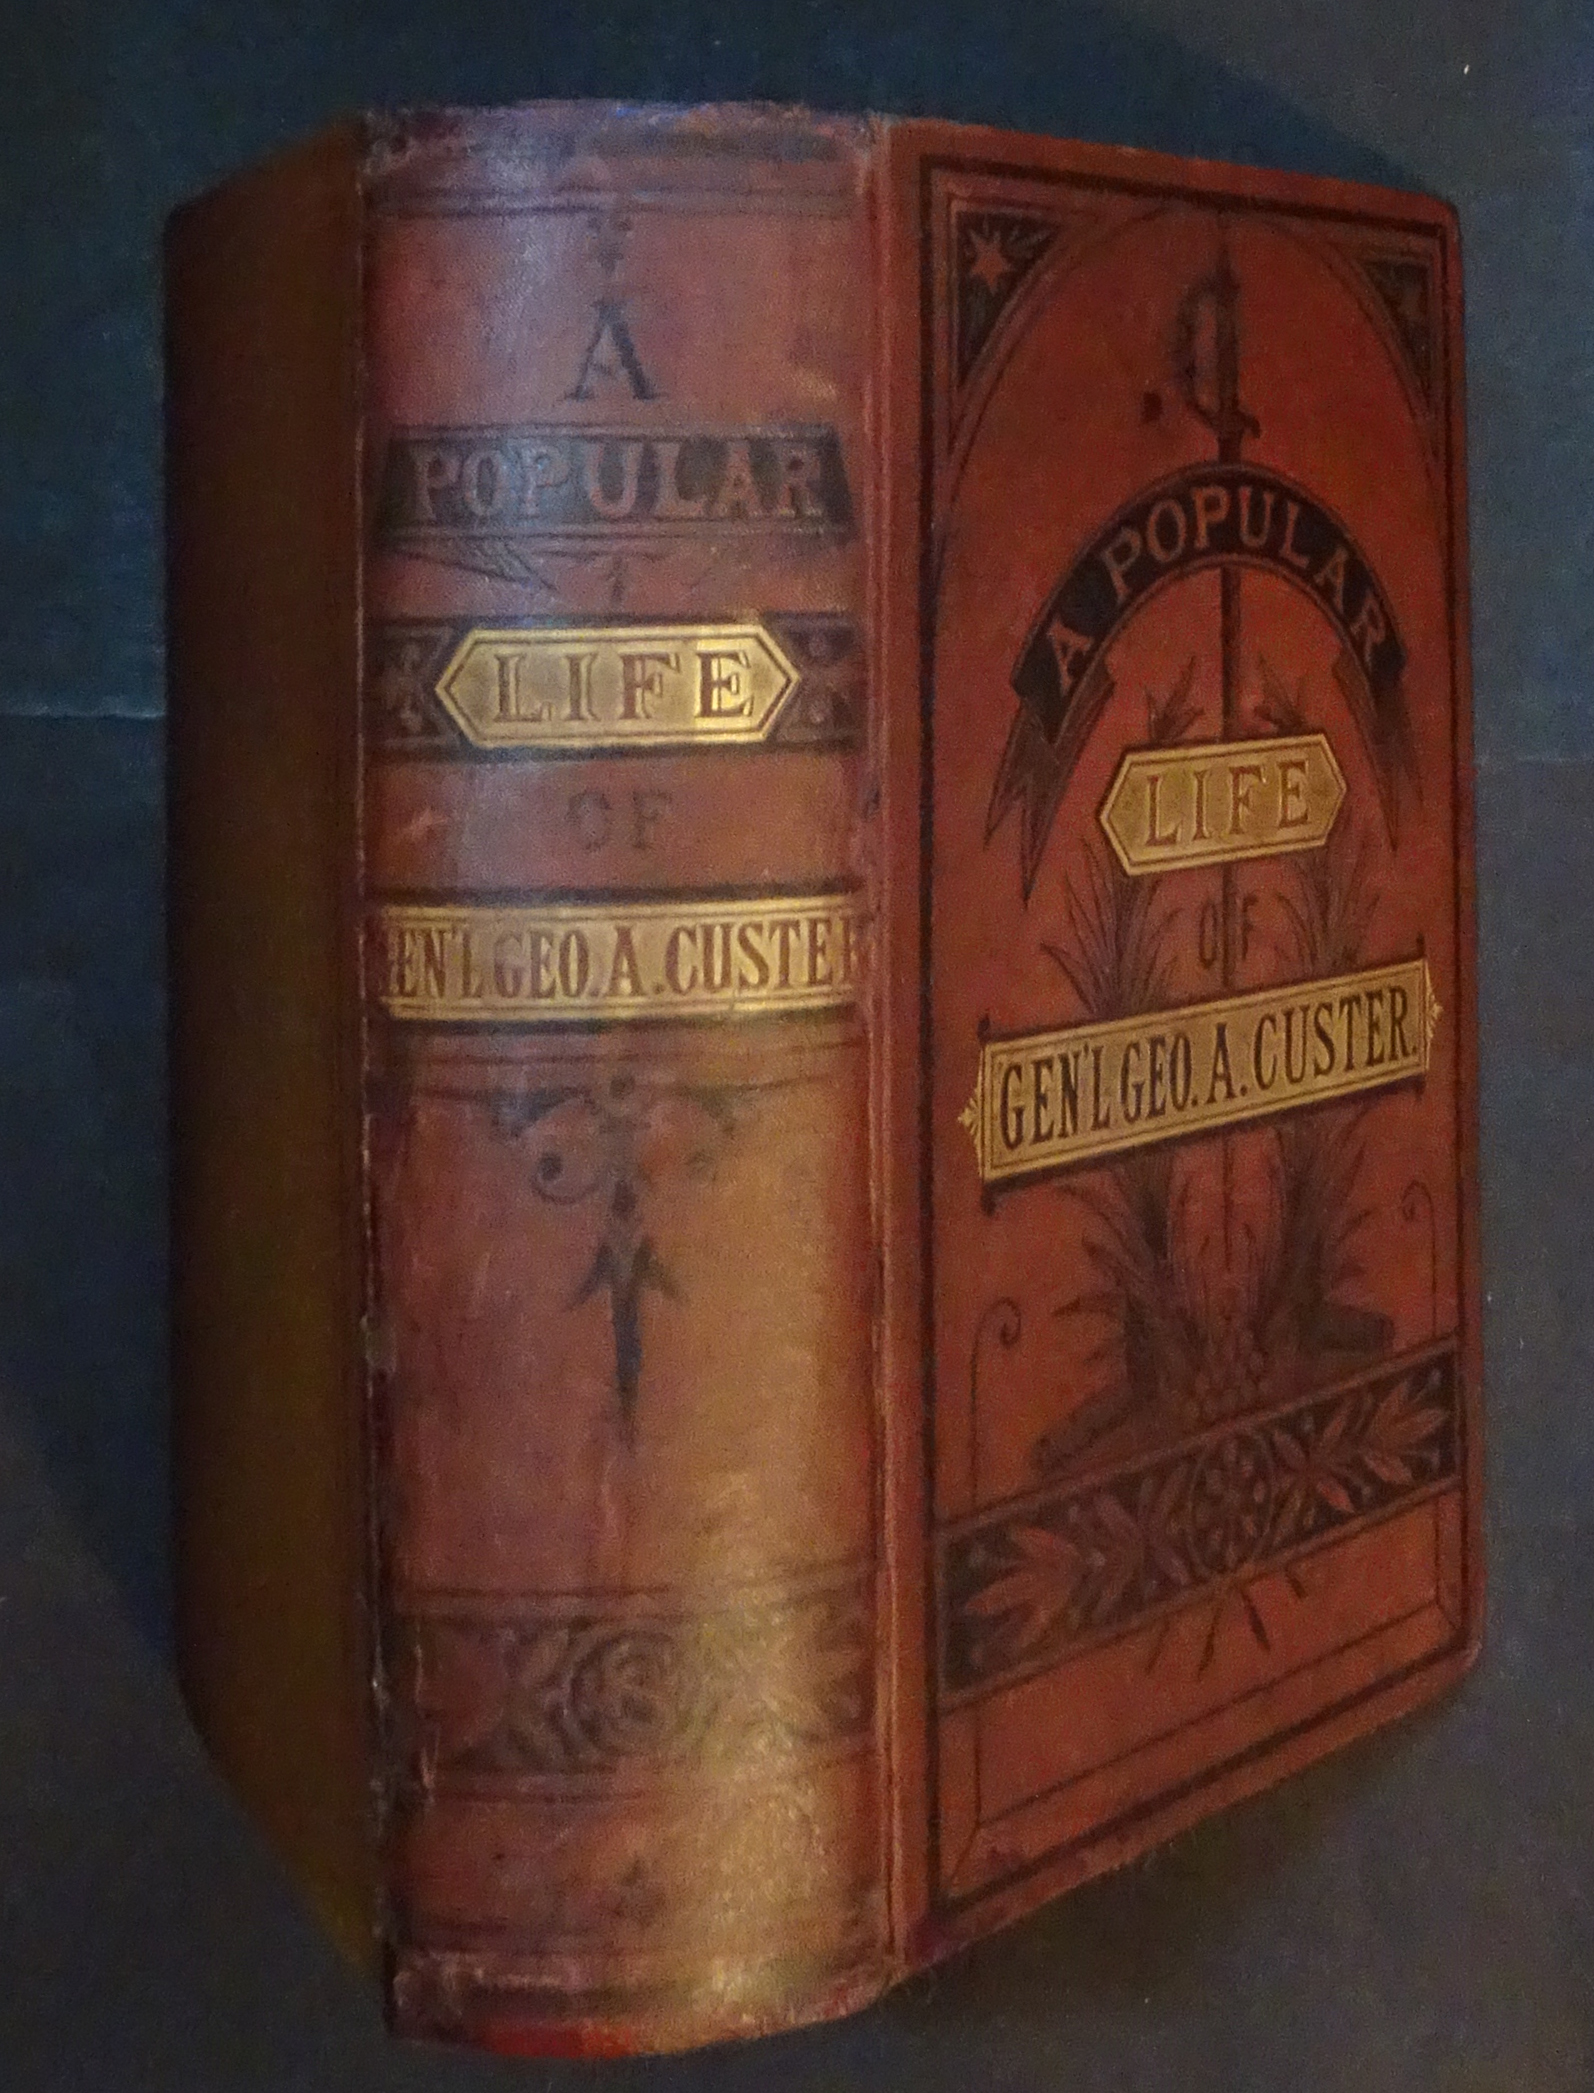 A
POPULAR
LIFE
OF
GEN'L GEO. A. CUSTER
A POPULAR
LIFE
OF
GEN'L GEO. A. CUSTER.